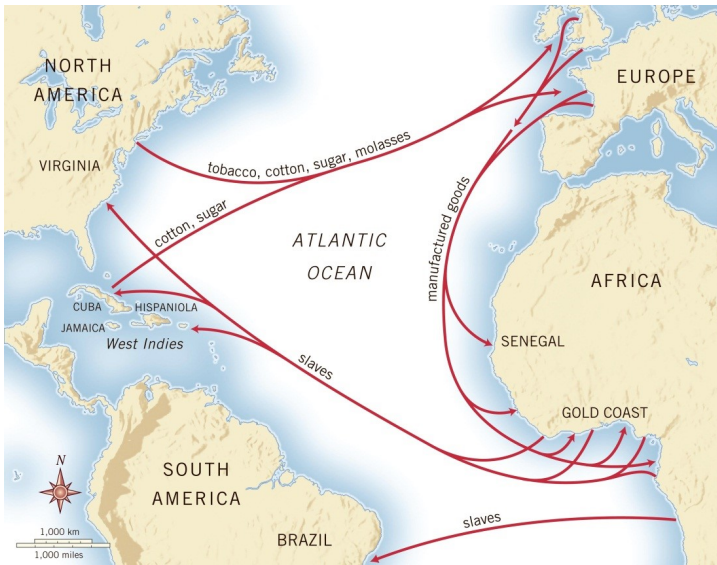 NORTH
AMERICA
EUROPE
VIRGINIA
tobacco, cotton, sugar, molasses
cotton, sugar
manufactured goods
ATLANTIC
OCEAN
AFRICA
CUBA
HISPANIOLA
JAMAICA
West Indies
SENEGAL
slaves
GOLD COAST
N
SOUTH
AMERICA
slaves
1,000 km
1,000 miles
BRAZIL